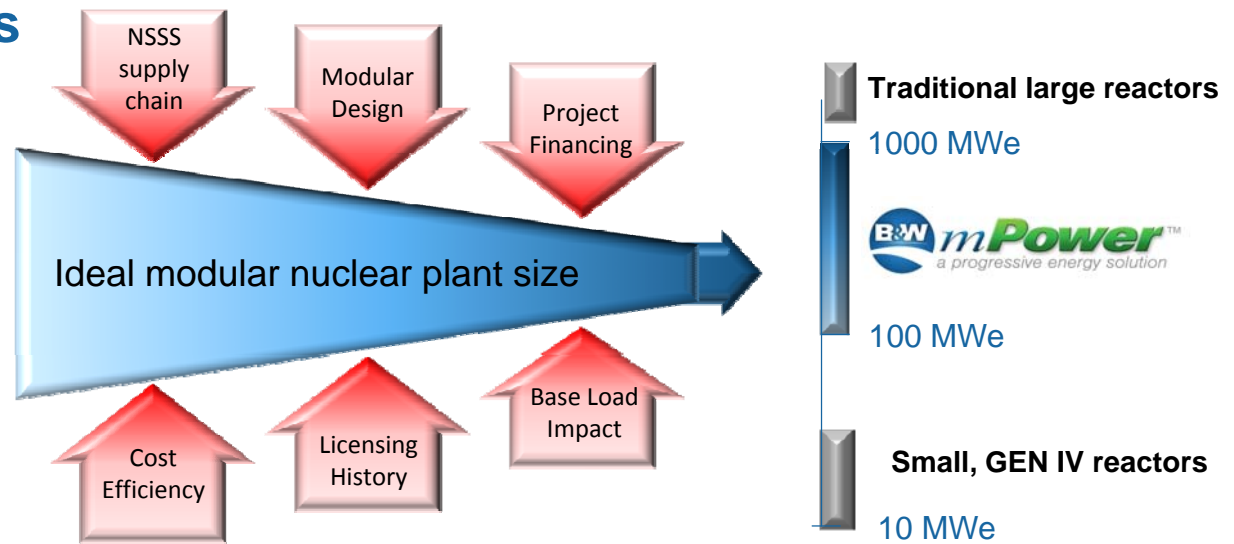 s
NSSS
supply
chain
Modular
Design
Project
Financing
Ideal modular nuclear plant size
Cost
Efficiency
Licensing
History
Base Load
Impact
Traditional large reactors
1000 MWe
B&W mPower™
a progressive energy solution
100 MWe
Small, GEN IV reactors
10 MWe